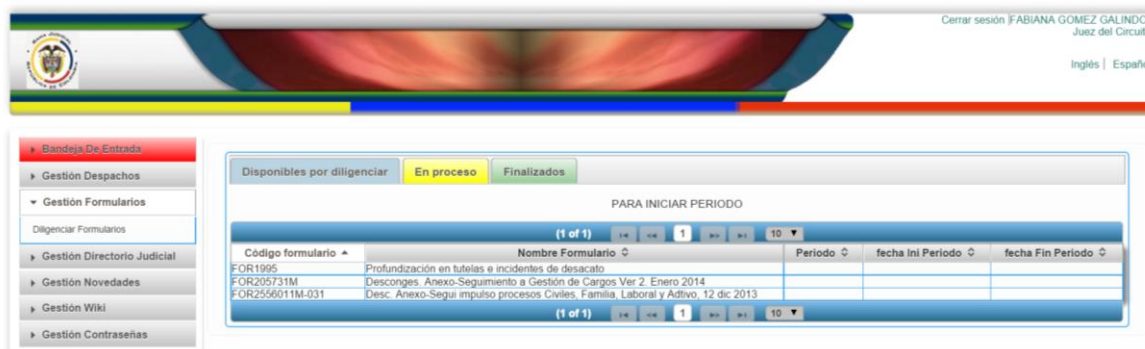 Cerrar sesión |FABIANA GOMEZ GALINDO
Juez del Circuit
Inglés | Españo
Bandeja De Entrada
Gestión Despachos
Gestión Formularios
Diligenciar Formularios
Gestión Directorio Judicial
Gestión Novedades
Gestión Wiki
Gestión Contraseñas
Disponibles por diligenciar En proceso Finalizados
PARA INICIAR PERIODO
(1 of 1) 1 10
Código formulario Nombre Formulario Periodo fecha Ini Periodo fecha Fin Periodo
FOR1995 Profundización en tutelas e incidentes de desacato
FOR205731M Desconges. Anexo-Seguimiento a Gestión de Cargos Ver 2. Enero 2014
FOR2556011M-031 Desc. Anexo-Segui impulso procesos Civiles, Familia, Laboral y Adtivo, 12 dic 2013
(1 of 1) 1 10